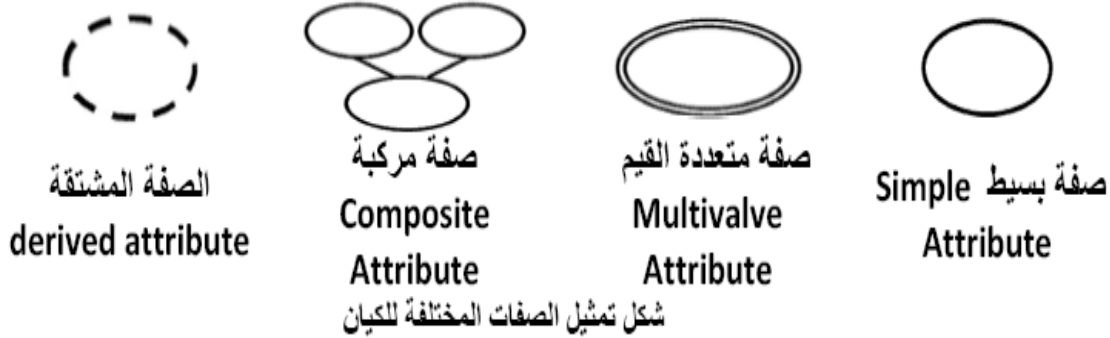 صفة بسيط Simple
Attribute
صفة متعددة القيم
Multivalve
Attribute
صفة مركبة
Composite
Attribute
الصفة المشتقة
derived attribute
شكل تمثيل الصفات المختلفة للكيان